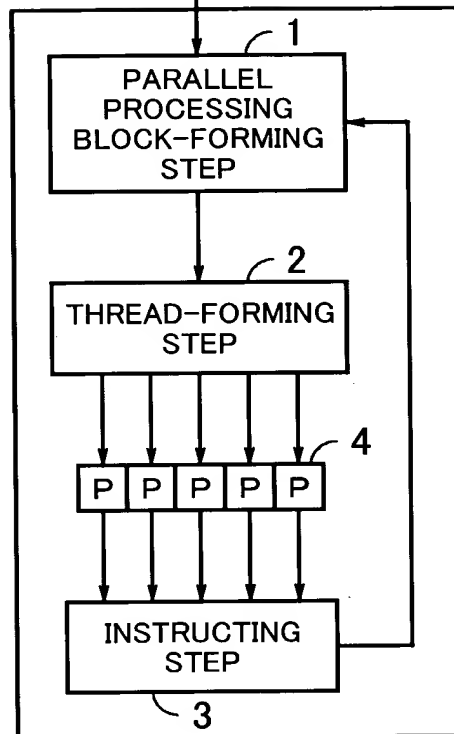 1
PARALLEL
PROCESSING
BLOCK-FORMING
STEP
2
THREAD-FORMING
STEP
4
P P P P P
INSTRUCTING
STEP
3